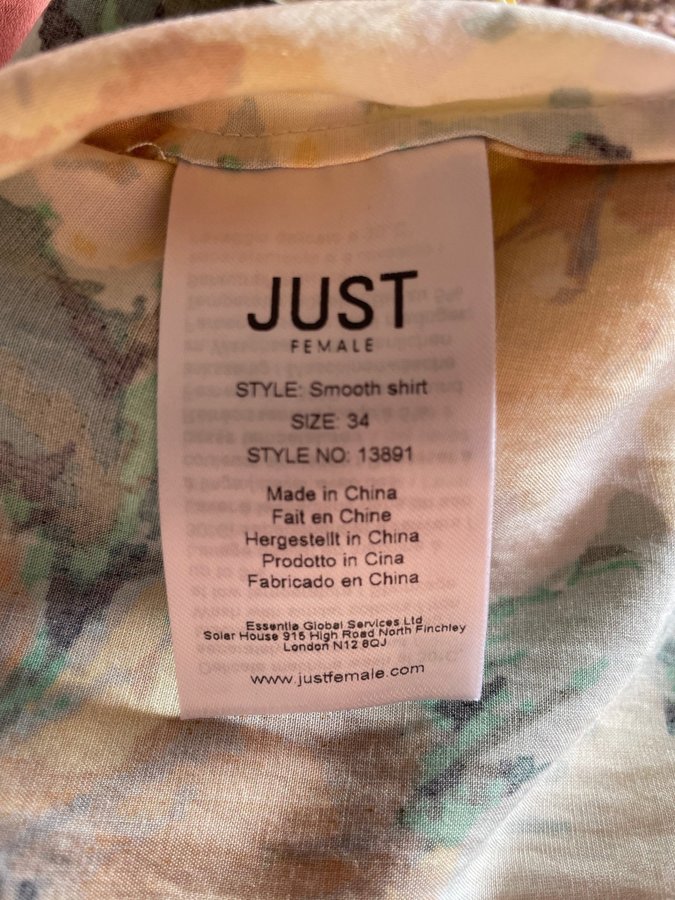 JUST
FEMALE
STYLE: Smooth shirt
SIZE: 34
STYLE NO: 13891
Made in China
Fait en Chine
Hergestellt in China
Prodotto in Cina
Fabricado en China
Essentia Global Services Ltd
Solar House 915 High Road North Finchley
London N12 8QJ
www.justfemale.com